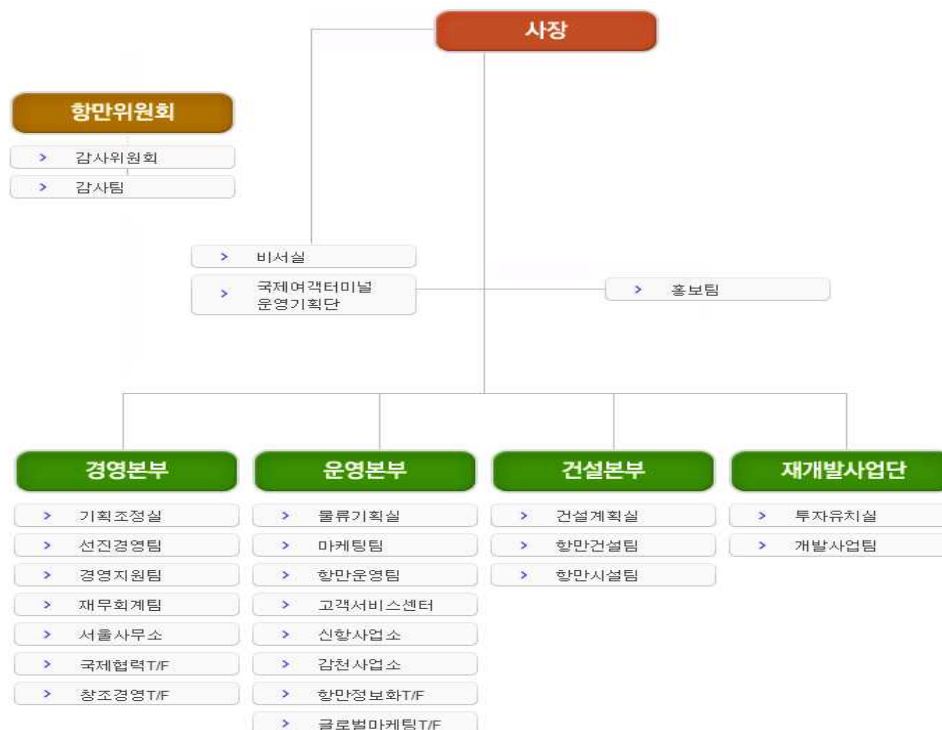 사장
항만위원회
> 감사위원회
> 감사팀
> 비서실
> 국제여객터미널
운영기획단
> 홍보팀
경영본부
> 기획조정실
> 선진경영팀
> 경영지원팀
> 재무회계팀
> 서울사무소
> 국제협력T/F
> 창조경영T/F
운영본부
> 물류기획실
> 마케팅팀
> 항만운영팀
> 고객서비스센터
> 신항사업소
> 감천사업소
> 항만정보화T/F
> 글로벌마케팅T/F
건설본부
> 건설계획실
> 항만건설팀
> 항만시설팀
재개발사업단
> 투자유치실
> 개발사업팀